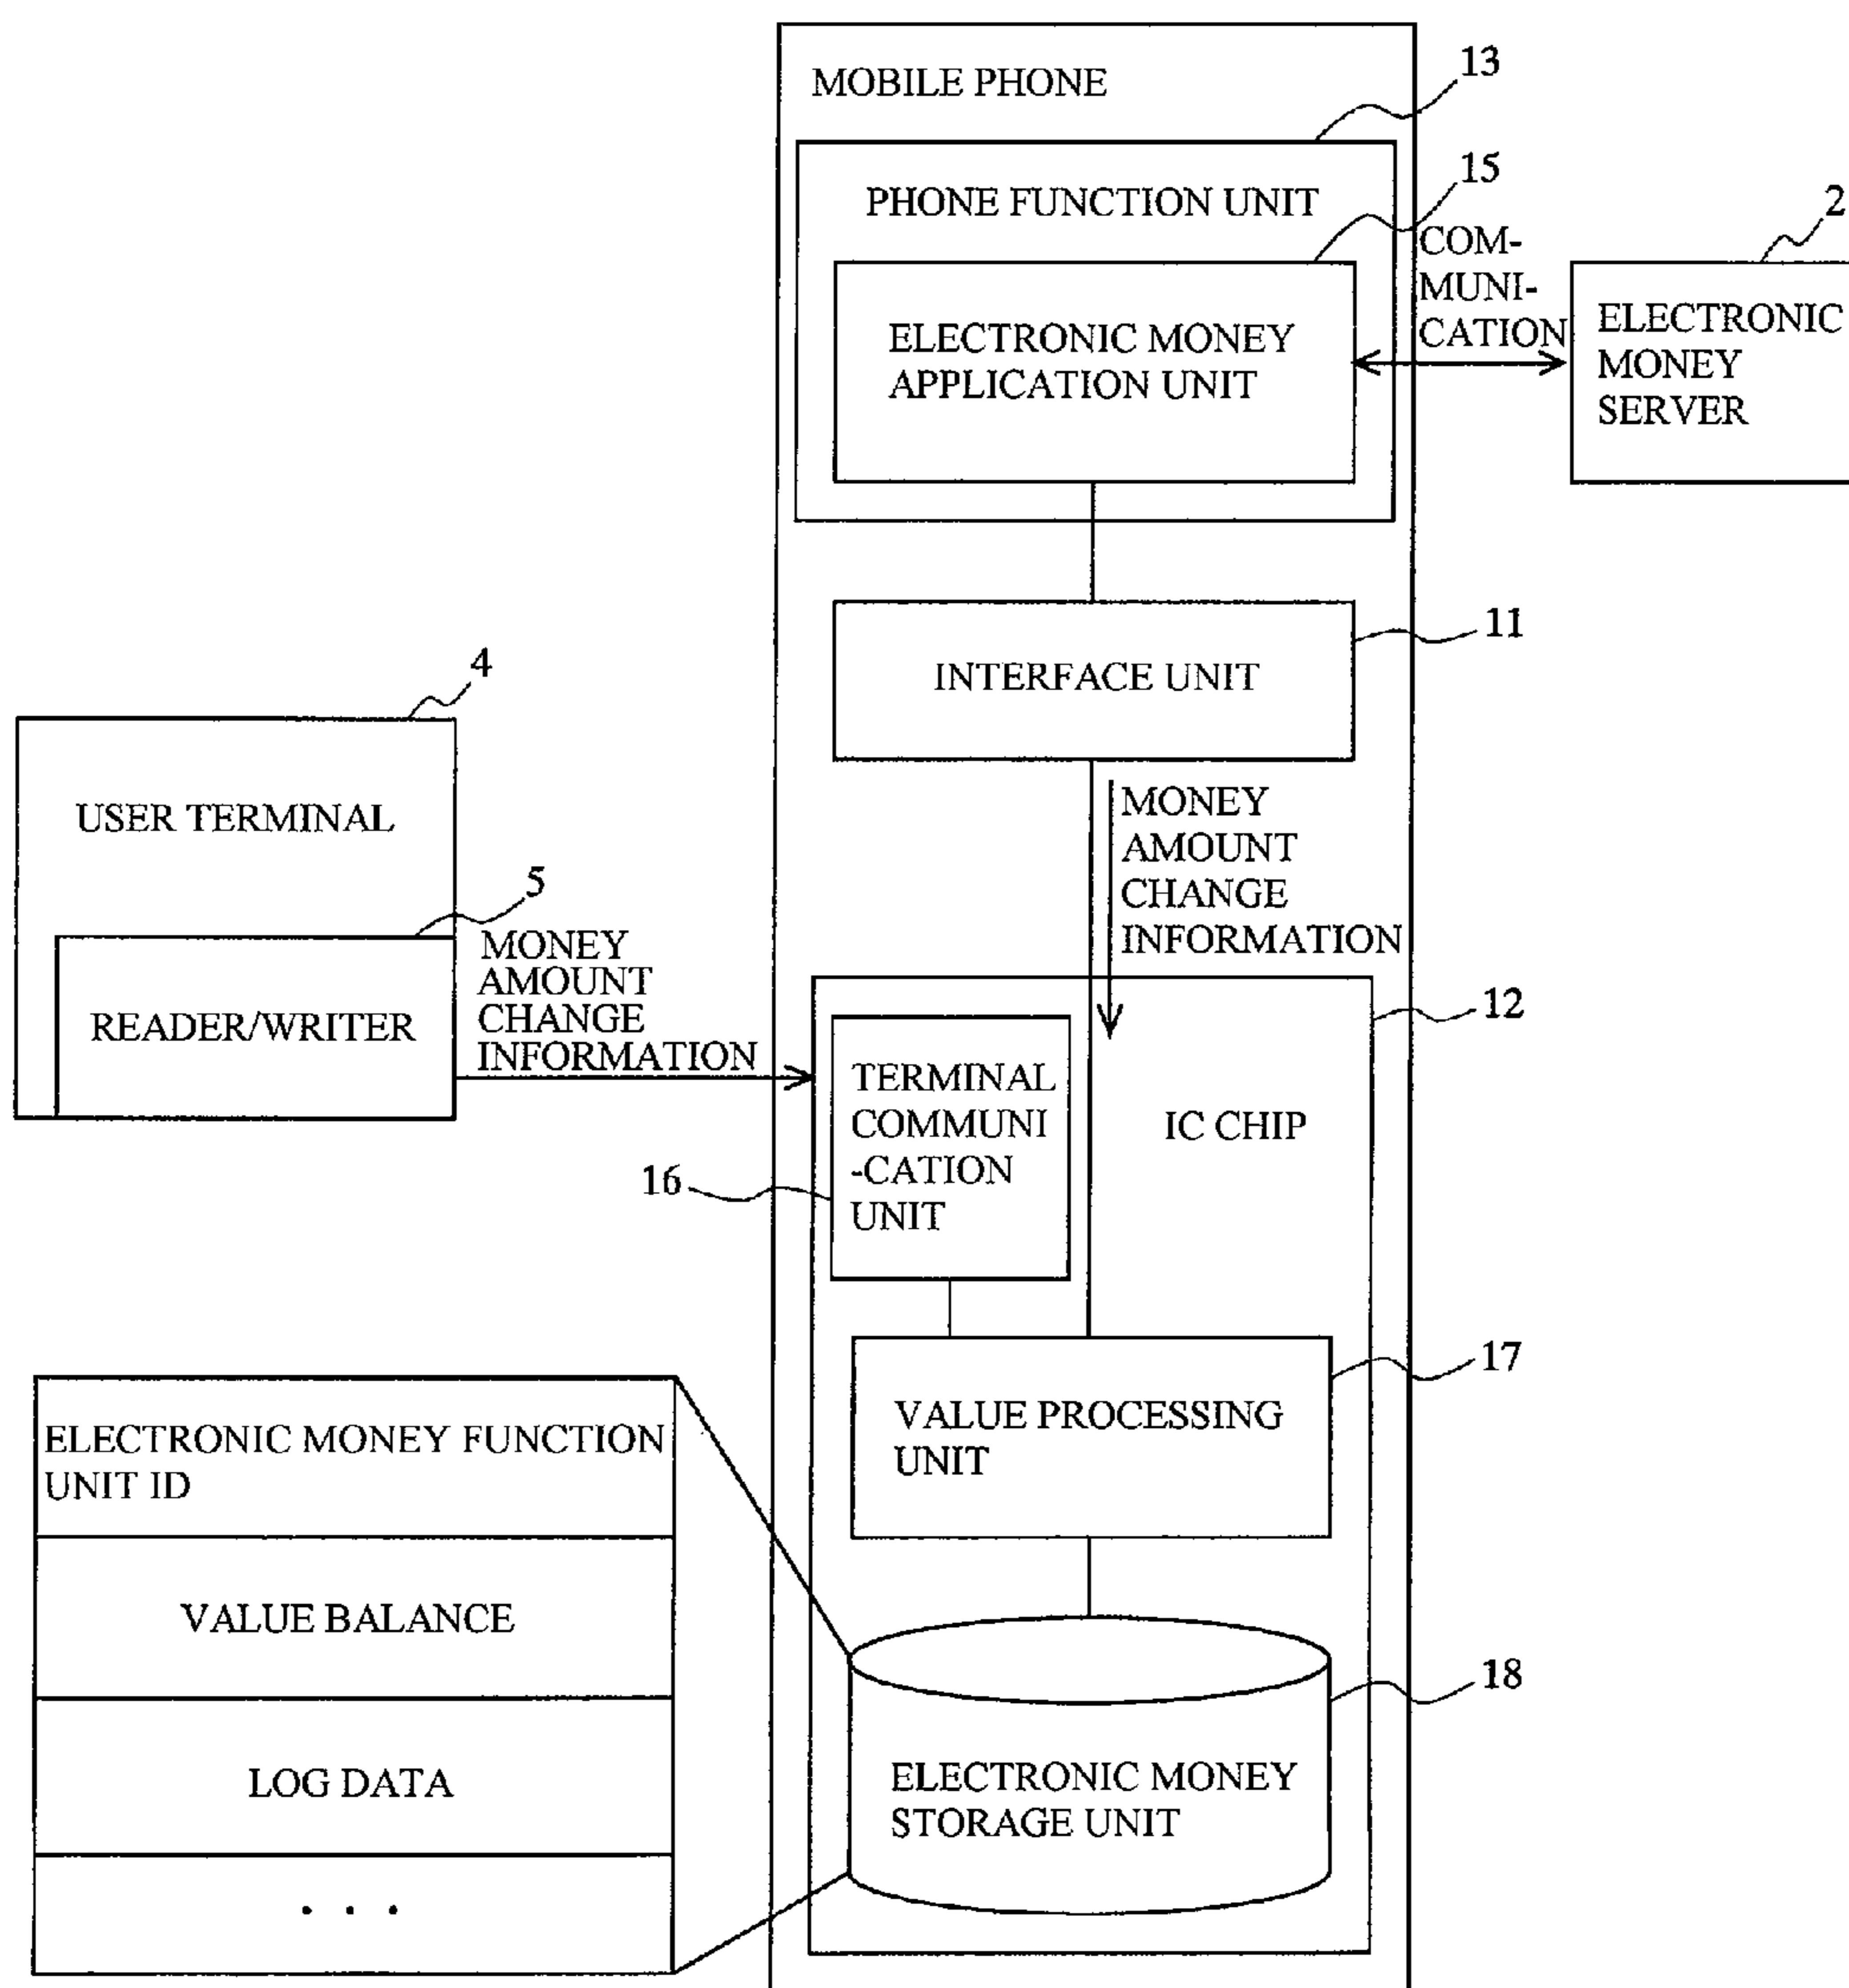 MOBILE PHONE
13
PHONE FUNCTION UNIT
15
COM-
MUNI-
CATION
2
ELECTRONIC MONEY
APPLICATION UNIT
ELECTRONIC
MONEY
SERVER
INTERFACE UNIT
11
4
USER TERMINAL
5
READER/WRITER
MONEY
AMOUNT
CHANGE
INFORMATION
MONEY
AMOUNT
CHANGE
INFORMATION
12
TERMINAL
COMMUNI
-CATION
UNIT
IC CHIP
16
17
VALUE PROCESSING
UNIT
ELECTRONIC MONEY FUNCTION
UNIT ID
VALUE BALANCE
LOG DATA
. . .
18
ELECTRONIC MONEY
STORAGE UNIT